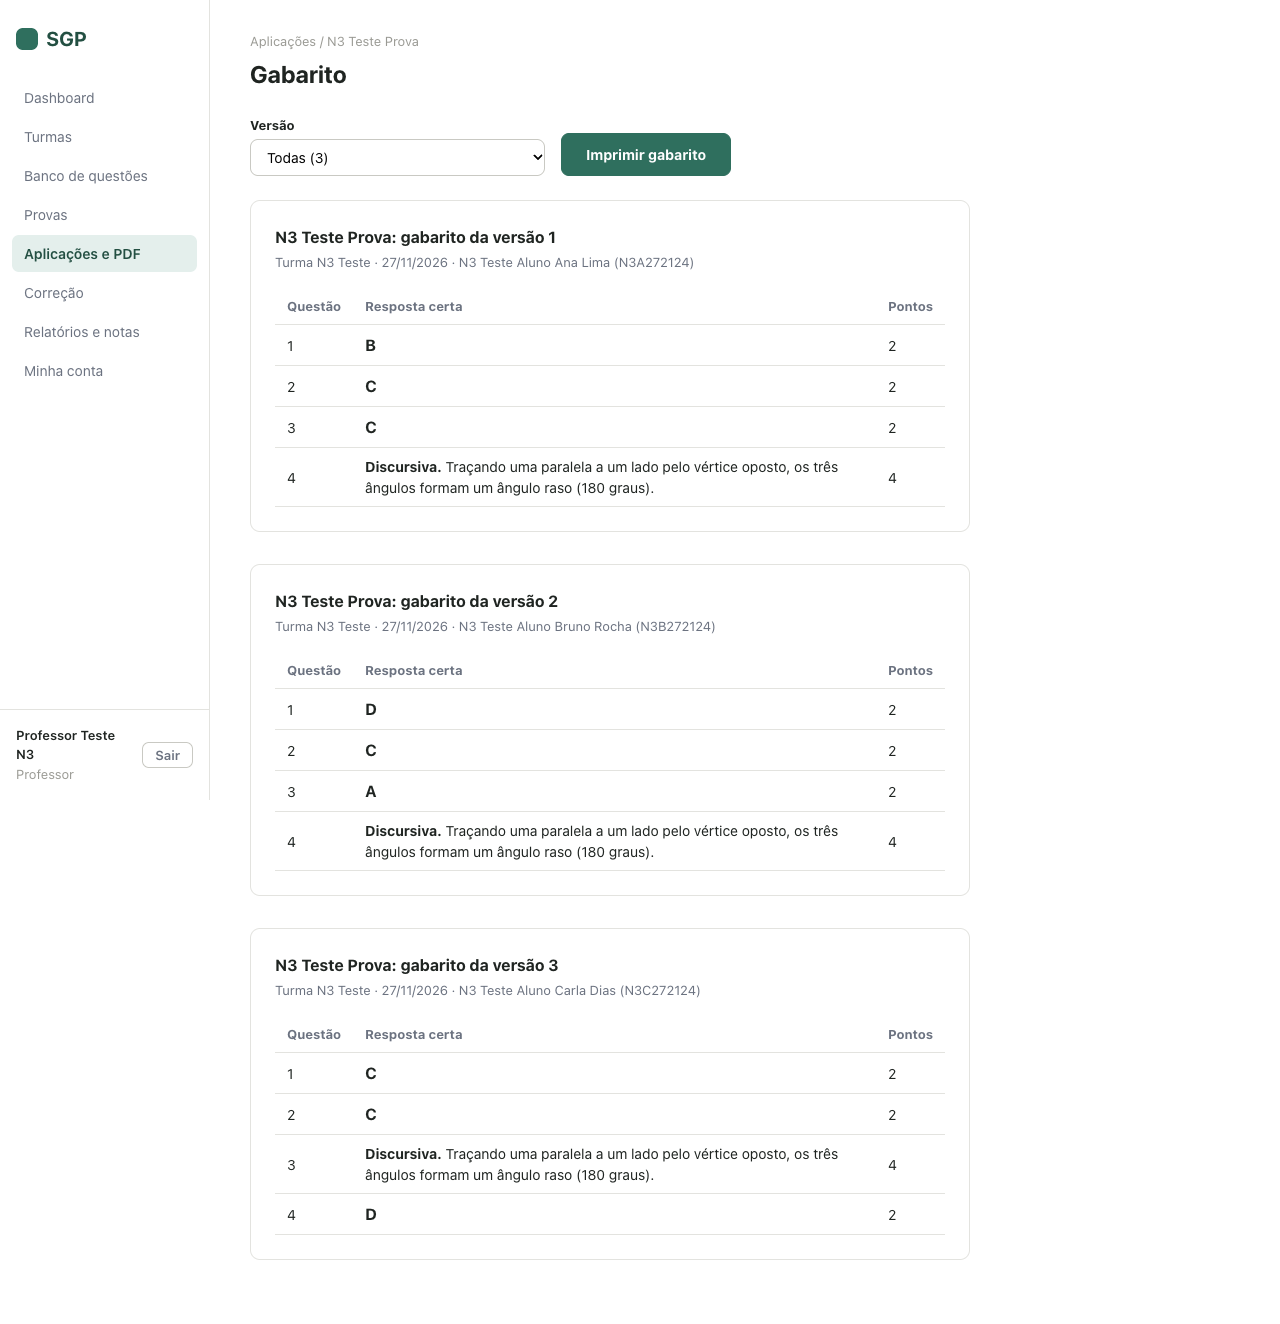 SGP
Dashboard
Turmas
Banco de questões
Provas
Aplicações e PDF
Correção
Relatórios e notas
Minha conta
Professor Teste
N3
Professor
Sair
Aplicações / N3 Teste Prova
Gabarito
Versão
Todas (3)
Imprimir gabarito
N3 Teste Prova: gabarito da versão 1
Turma N3 Teste · 27/11/2026 · N3 Teste Aluno Ana Lima (N3A272124)
Questão Resposta certa Pontos
1 B 2
2 C 2
3 C 2
4 Discursiva. Traçando uma paralela a um lado pelo vértice oposto, os três 4
ângulos formam um ângulo raso (180 graus).
N3 Teste Prova: gabarito da versão 2
Turma N3 Teste · 27/11/2026 · N3 Teste Aluno Bruno Rocha (N3B272124)
Questão Resposta certa Pontos
1 D 2
2 C 2
3 A 2
4 Discursiva. Traçando uma paralela a um lado pelo vértice oposto, os três 4
ângulos formam um ângulo raso (180 graus).
N3 Teste Prova: gabarito da versão 3
Turma N3 Teste · 27/11/2026 · N3 Teste Aluno Carla Dias (N3C272124)
Questão Resposta certa Pontos
1 C 2
2 C 2
3 Discursiva. Traçando uma paralela a um lado pelo vértice oposto, os três 4
ângulos formam um ângulo raso (180 graus).
4 D 2